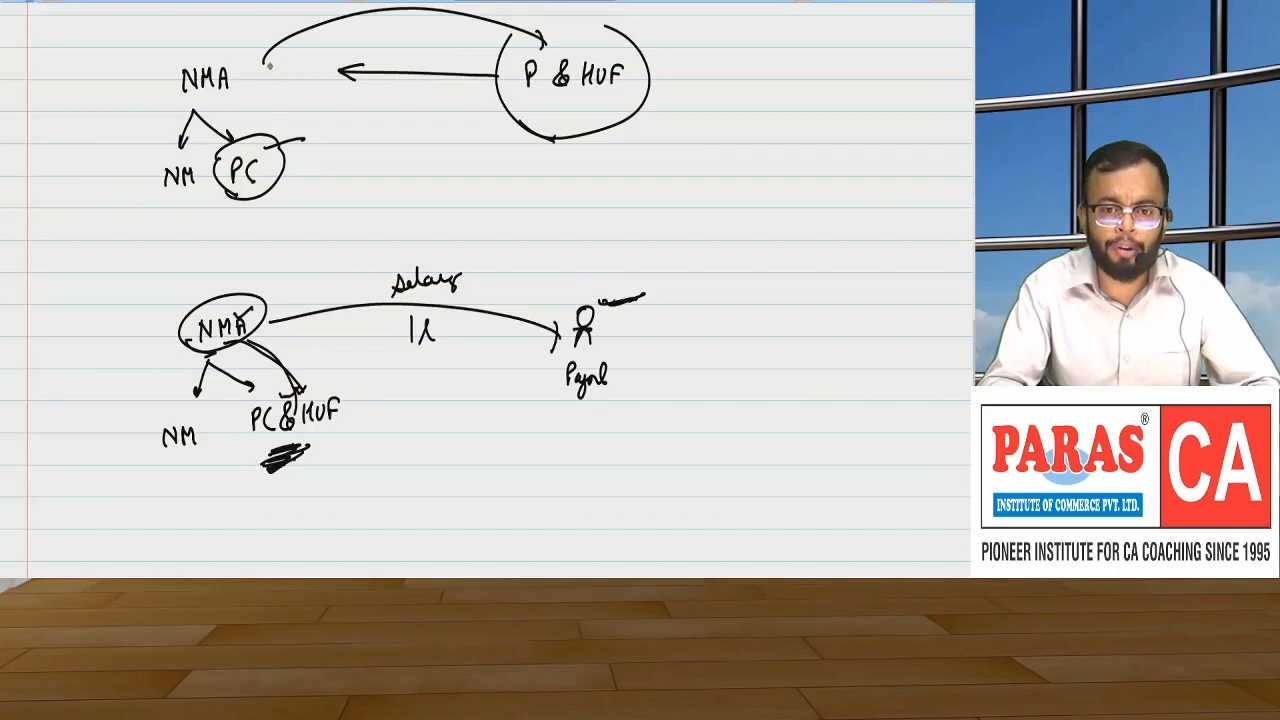 NMA
P & HUF
NM PC
Salary
NMA
1L
NM
PC & HUF
PARAS®
INSTITUTE OF COMMERCE PVT. LTD.
CA
PIONEER INSTITUTE FOR CA COACHING SINCE 1995